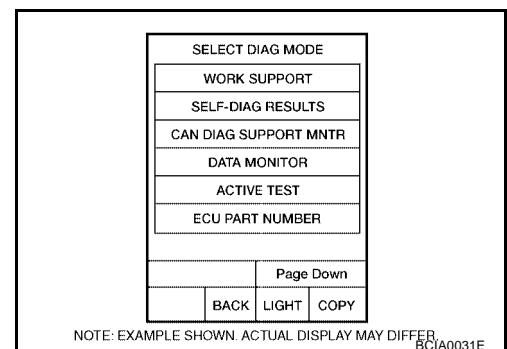 SELECT DIAG MODE
WORK SUPPORT
SELF-DIAG RESULTS
CAN DIAG SUPPORT MNTR
DATA MONITOR
ACTIVE TEST
ECU PART NUMBER
Page Down
BACK LIGHT COPY
NOTE: EXAMPLE SHOWN. ACTUAL DISPLAY MAY DIFFER.
BCIA0031E